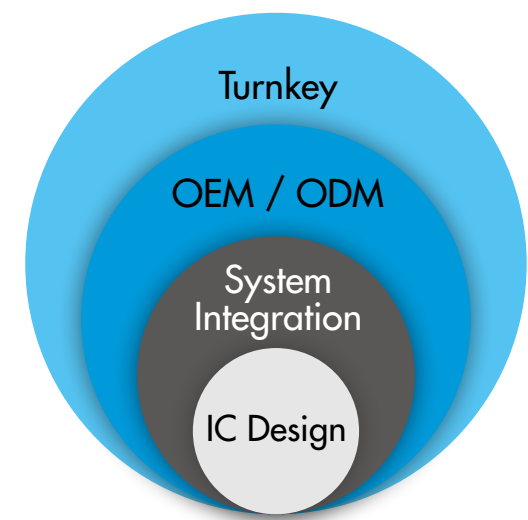 Turnkey
OEM / ODM
System
Integration
IC Design